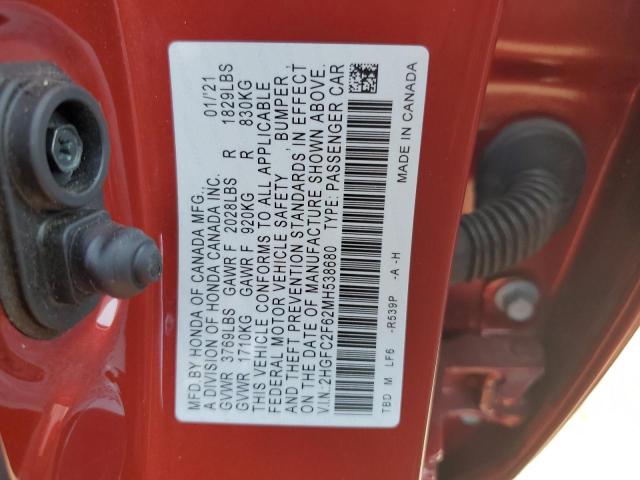 MFD.BY HONDA OF CANADA MFG., 01/'21
A DIVISION OF HONDA CANADA INC.
GVWR 3769LBS GAWR F 2028LBS R 1829LBS
GVWR 1710KG GAWR F 920KG R 830KG
THIS VEHICLE CONFORMS TO ALL APPLICABLE
FEDERAL MOTOR VEHICLE SAFETY, BUMPER,
AND THEFT PREVENTION STANDARDS IN EFFECT
ON THE DATE OF MANUFACTURE SHOWN ABOVE.
V.I.N.:2HGFC2F62MH538680 TYPE: PASSENGER CAR
TBD M LF6 -R539P -A -H MADE IN CANADA